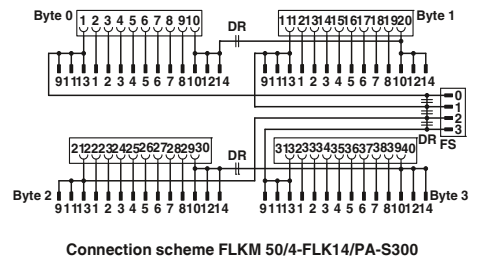 Byte 0 1 2 3 4 5 6 7 8 9 10 DR 11 12 13 14 15 16 17 18 19 20 Byte 1
9 11 13 1 2 3 4 5 6 7 8 10 12 14 9 11 13 1 2 3 4 5 6 7 8 10 12 14
0
1
2
3
DR FS
21 22 23 24 25 26 27 28 29 30 DR 31 32 33 34 35 36 37 38 39 40
Byte 2 9 11 13 1 2 3 4 5 6 7 8 10 12 14 9 11 13 1 2 3 4 5 6 7 8 10 12 14 Byte 3
Connection scheme FLKM 50/4-FLK14/PA-S300